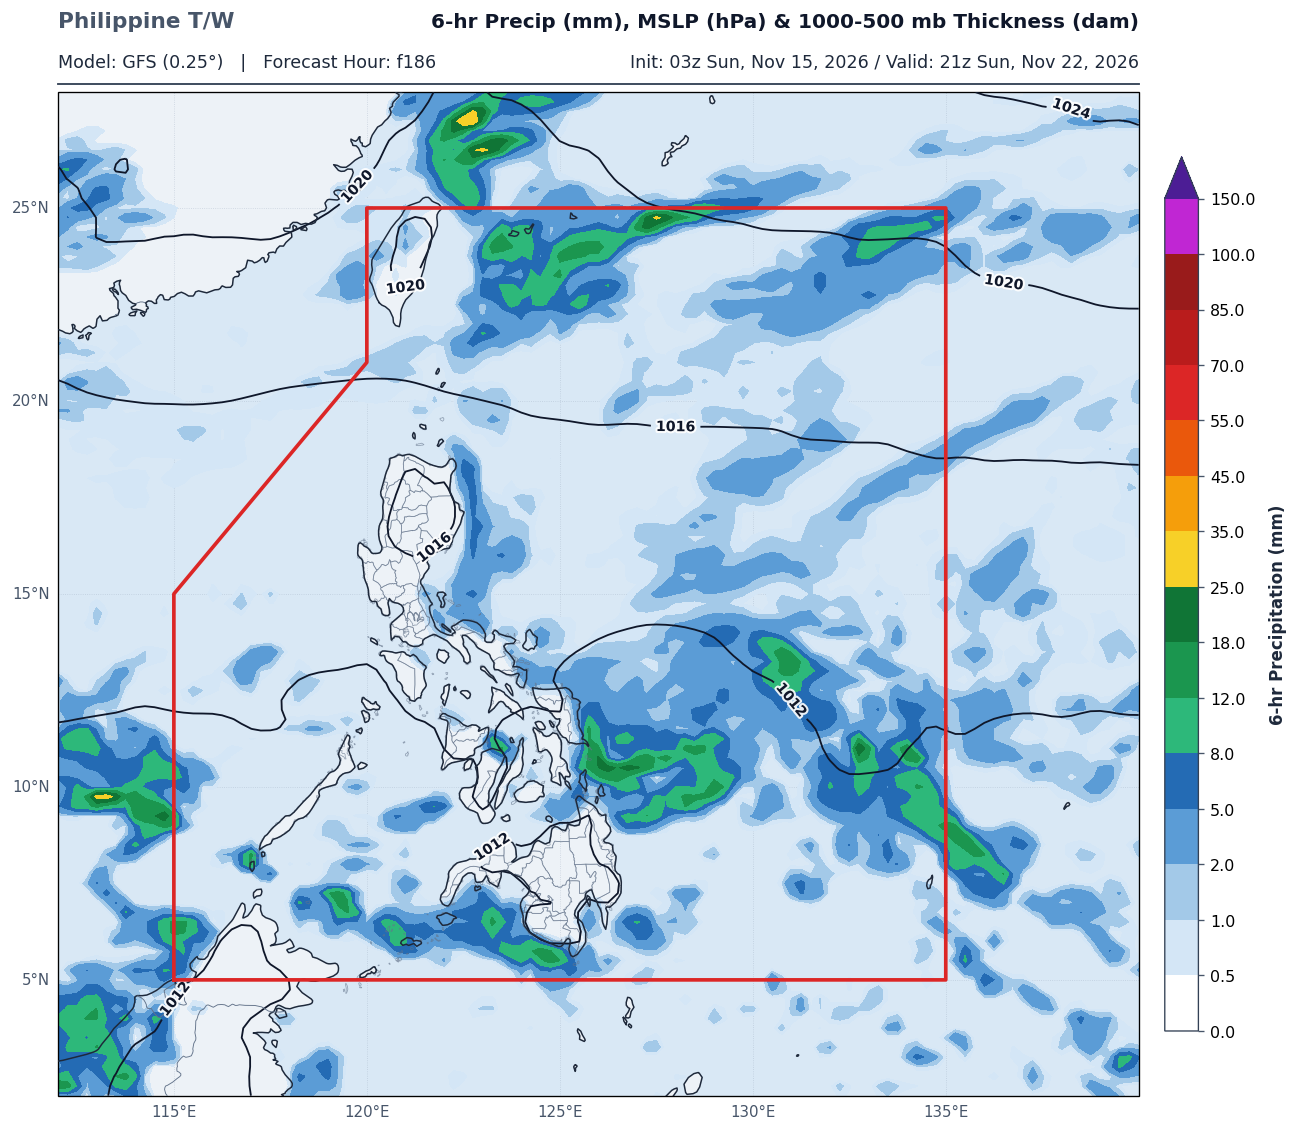 Philippine T/W
6-hr Precip (mm), MSLP (hPa) & 1000-500 mb Thickness (dam)
Model: GFS (0.25°) | Forecast Hour: f186
Init: 03z Sun, Nov 15, 2026 / Valid: 21z Sun, Nov 22, 2026
1024
1020
1020
1020
1016
1016
1012
1012
1012
25°N
20°N
15°N
10°N
5°N
115°E
120°E
125°E
130°E
135°E
150.0
100.0
85.0
70.0
55.0
45.0
35.0
25.0
18.0
12.0
8.0
5.0
2.0
1.0
0.5
0.0
6-hr Precipitation (mm)